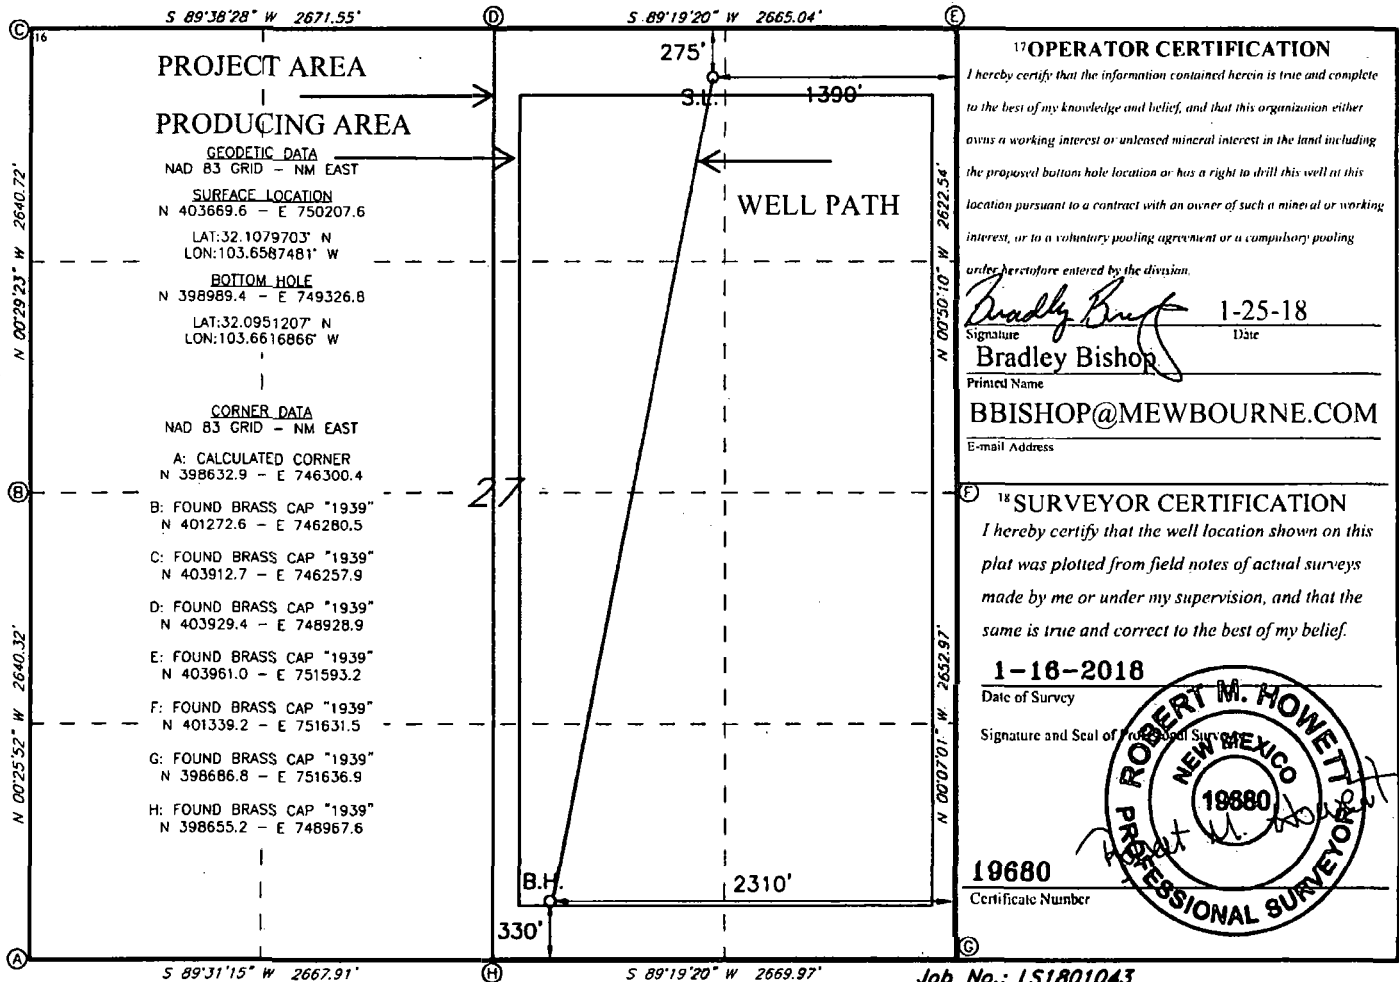 S 89°38'28" W 2671.55'
S 89°19'20" W 2665.04'
C
D
E
16
PROJECT AREA
PRODUCING AREA
GEODETIC DATA
NAD 83 GRID - NM EAST
SURFACE LOCATION
N 403669.6 - E 750207.6
LAT:32.1079703° N
LON:103.6587481° W
BOTTOM HOLE
N 398989.4 - E 749326.8
LAT:32.0951207° N
LON:103.6616866° W
CORNER DATA
NAD 83 GRID - NM EAST
A: CALCULATED CORNER
N 398632.9 - E 746300.4
B: FOUND BRASS CAP "1939"
N 401272.6 - E 746280.5
C: FOUND BRASS CAP "1939"
N 403912.7 - E 746257.9
D: FOUND BRASS CAP "1939"
N 403929.4 - E 748928.9
E: FOUND BRASS CAP "1939"
N 403961.0 - E 751593.2
F: FOUND BRASS CAP "1939"
N 401339.2 - E 751631.5
G: FOUND BRASS CAP "1939"
N 398686.8 - E 751636.9
H: FOUND BRASS CAP "1939"
N 398655.2 - E 748967.6
N 00°29'23" W 2640.72'
B
N 00°25'52" W 2640.32'
A
S 89°31'15" W 2667.91'
H
S 89°19'20" W 2669.97'
G
275'
S.L.
1390'
WELL PATH
27
B.H.
2310'
330'
N 00°50'10" W 2622.54'
F
N 00°07'01" W 2652.97'
17 OPERATOR CERTIFICATION
I hereby certify that the information contained herein is true and complete
to the best of my knowledge and belief, and that this organization either
owns a working interest or unleased mineral interest in the land including
the proposed bottom hole location or has a right to drill this well at this
location pursuant to a contract with an owner of such a mineral or working
interest, or to a voluntary pooling agreement or a compulsory pooling
order heretofore entered by the division.
1-25-18
Signature Date
Bradley Bishop
Printed Name
BBISHOP@MEWBOURNE.COM
E-mail Address
18 SURVEYOR CERTIFICATION
I hereby certify that the well location shown on this
plat was plotted from field notes of actual surveys
made by me or under my supervision, and that the
same is true and correct to the best of my belief.
1-16-2018
Date of Survey
Signature and Seal of Professional Surveyor
ROBERT M. HOWETT
NEW MEXICO
19680
PROFESSIONAL SURVEYOR
Robert M. Howett
19680
Certificate Number
Job No.: LS1801043